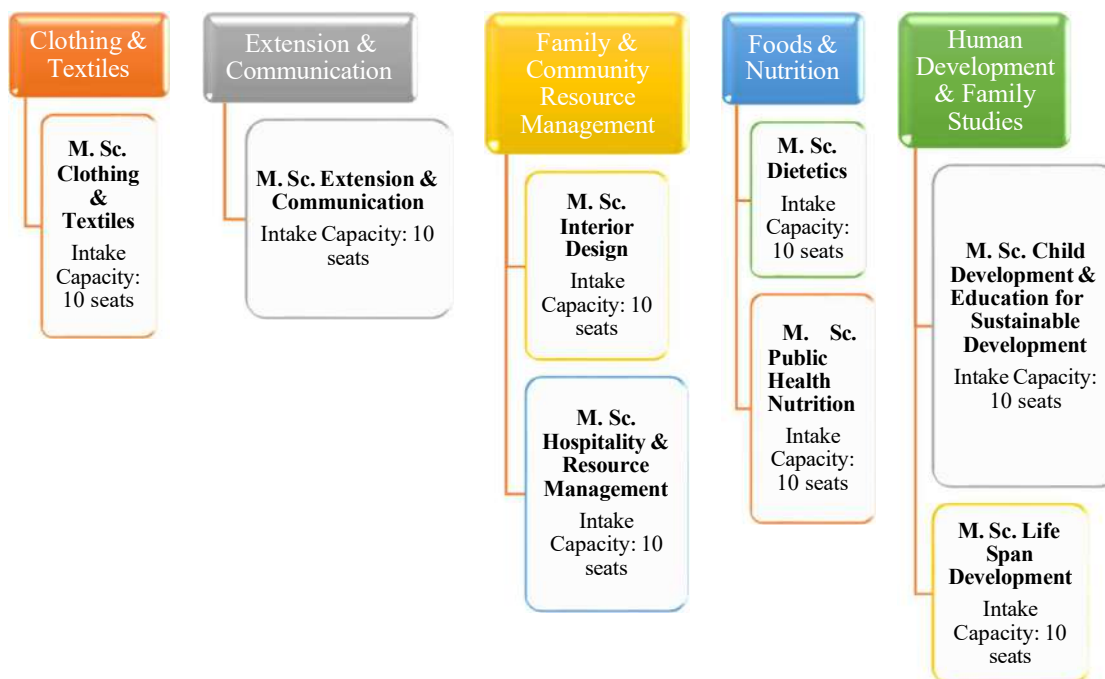 Clothing &
Textiles
M. Sc.
Clothing
&
Textiles
Intake
Capacity:
10 seats
Extension &
Communication
M. Sc. Extension &
Communication
Intake Capacity: 10
seats
Family &
Community
Resource
Management
M. Sc.
Interior
Design
Intake
Capacity: 10
seats
M. Sc.
Hospitality &
Resource
Management
Intake
Capacity: 10
seats
Foods &
Nutrition
M. Sc.
Dietetics
Intake
Capacity:
10 seats
M. Sc.
Public
Health
Nutrition
Intake
Capacity:
10 seats
Human
Development
& Family
Studies
M. Sc. Child
Development &
Education for
Sustainable
Development
Intake Capacity:
10 seats
M. Sc. Life
Span
Development
Intake
Capacity: 10
seats